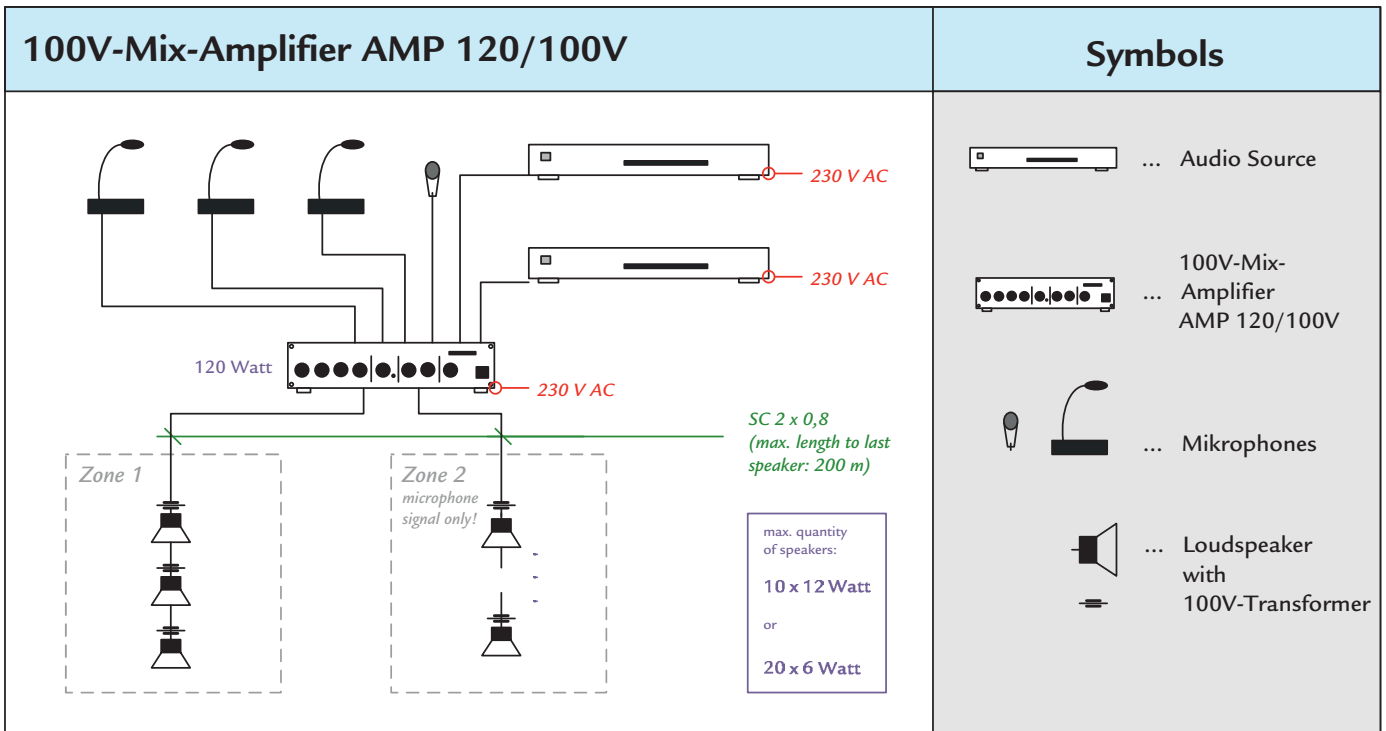 100V-Mix-Amplifier AMP 120/100V
Symbols
230 V AC
230 V AC
120 Watt
230 V AC
SC 2 x 0,8
(max. length to last
speaker: 200 m)
Zone 1
Zone 2
microphone
signal only!
max. quantity
of speakers:
10 x 12 Watt
or
20 x 6 Watt
... Audio Source
100V-Mix-
... Amplifier
AMP 120/100V
... Mikrophones
... Loudspeaker
with
100V-Transformer